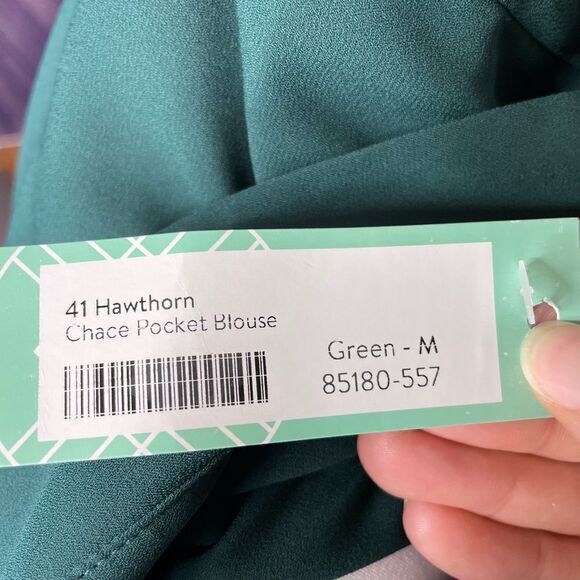 41 Hawthorn
Chace Pocket Blouse
Green - M
85180-557